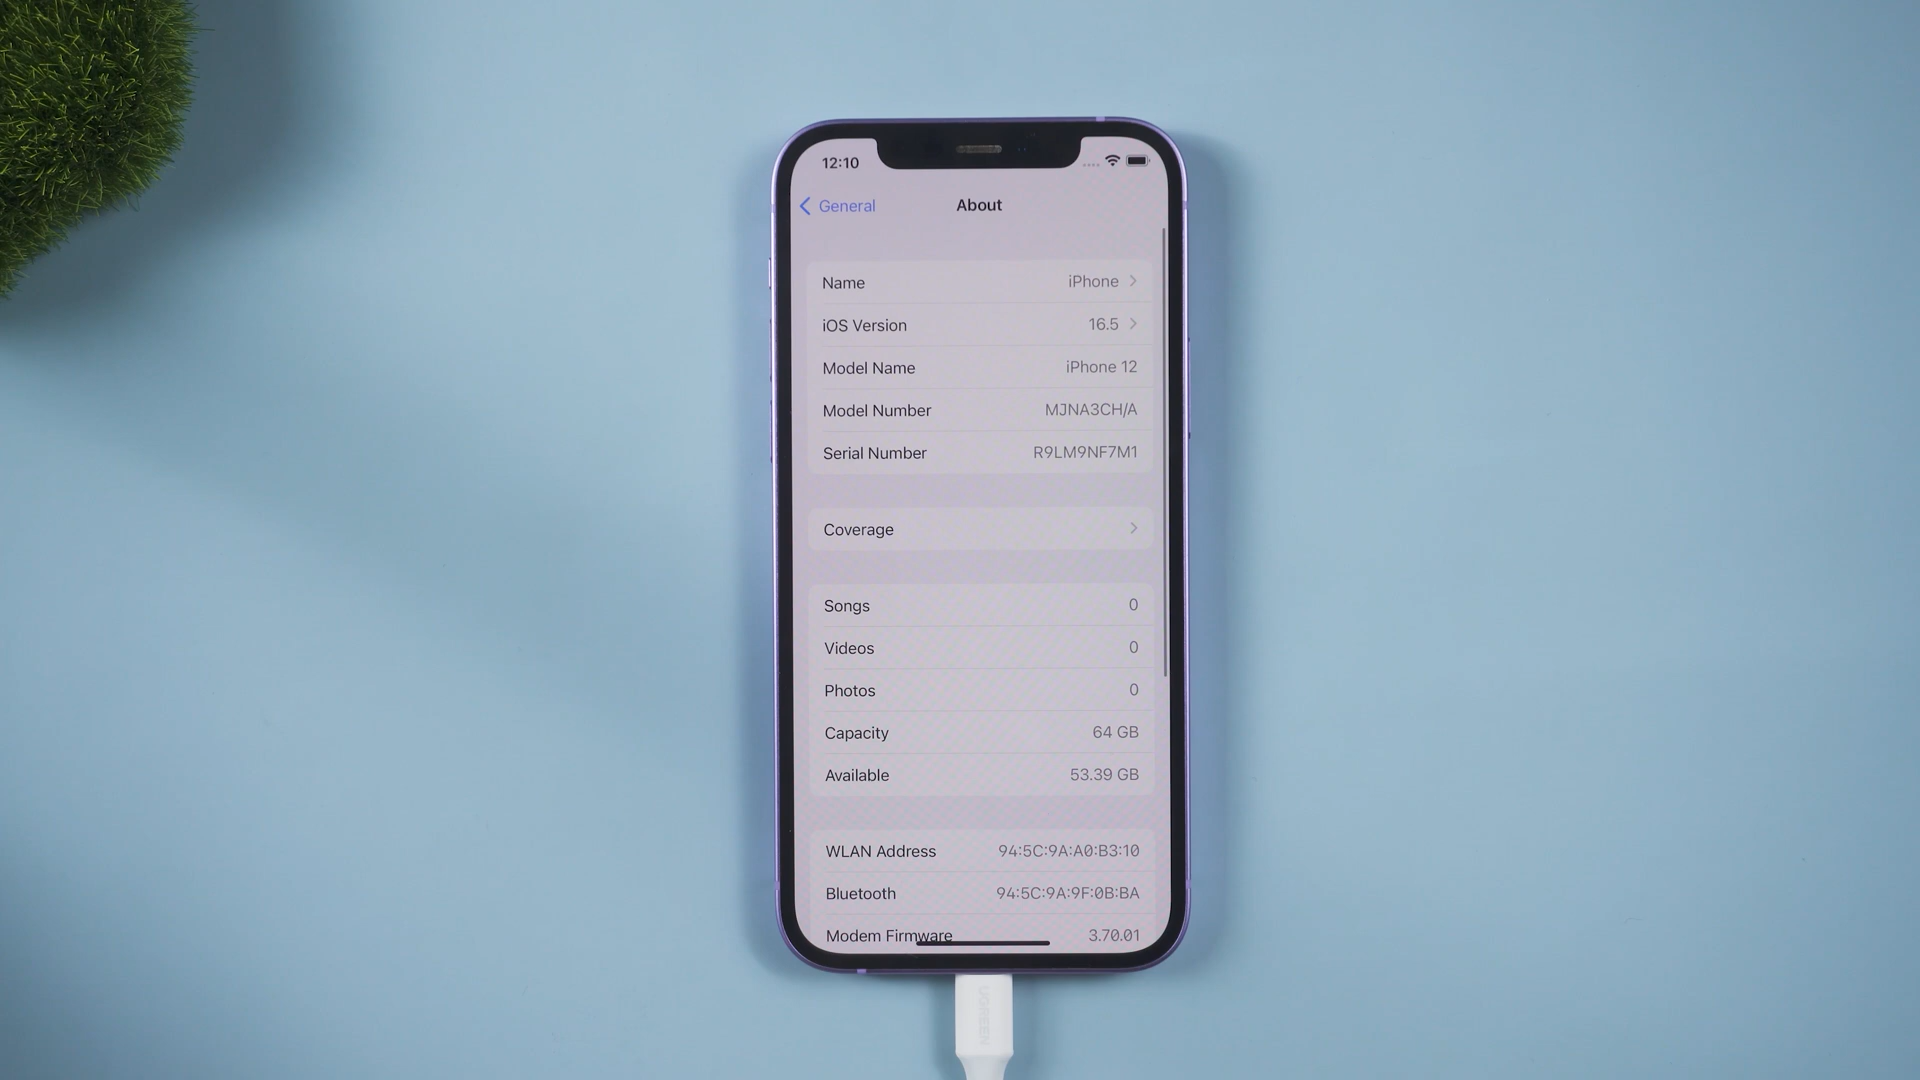 12:10
General About
Name iPhone
iOS Version 16.5
Model Name iPhone 12
Model Number MJNA3CH/A
Serial Number R9LM9NF7M1
Coverage
Songs 0
Videos 0
Photos 0
Capacity 64 GB
Available 53.39 GB
WLAN Address 94:5C:9A:A0:B3:10
Bluetooth 94:5C:9A:9F:0B:BA
Modem Firmware 3.70.01
UGREEN